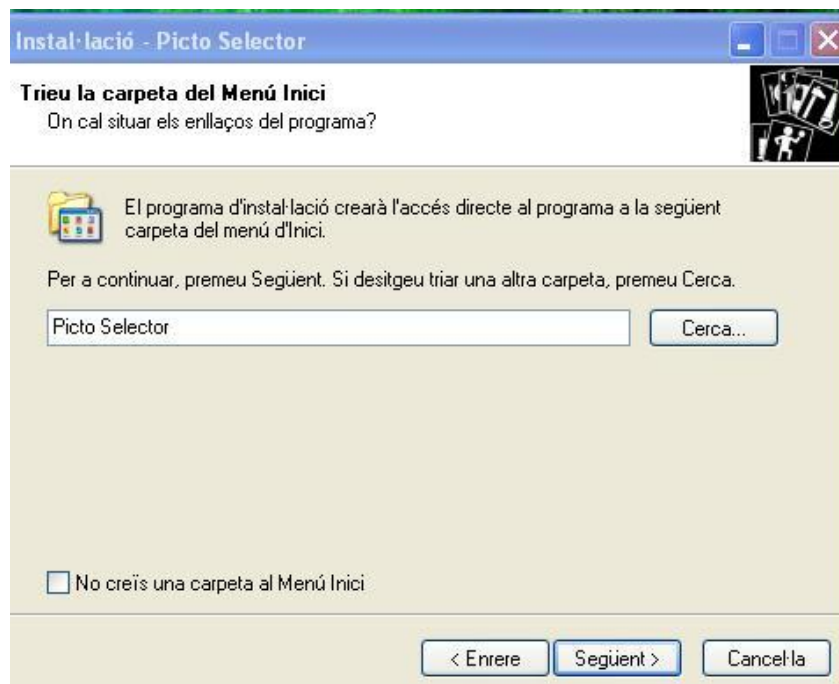 Instal·lació - Picto Selector
Trieu la carpeta del Menú Inici
On cal situar els enllaços del programa?
El programa d'instal·lació crearà l'accés directe al programa a la següent
carpeta del menú d'Inici.
Per a continuar, premeu Següent. Si desitgeu triar una altra carpeta, premeu Cerca.
Picto Selector
Cerca...
No creïs una carpeta al Menú Inici
< Enrere
Següent >
Cancel·la